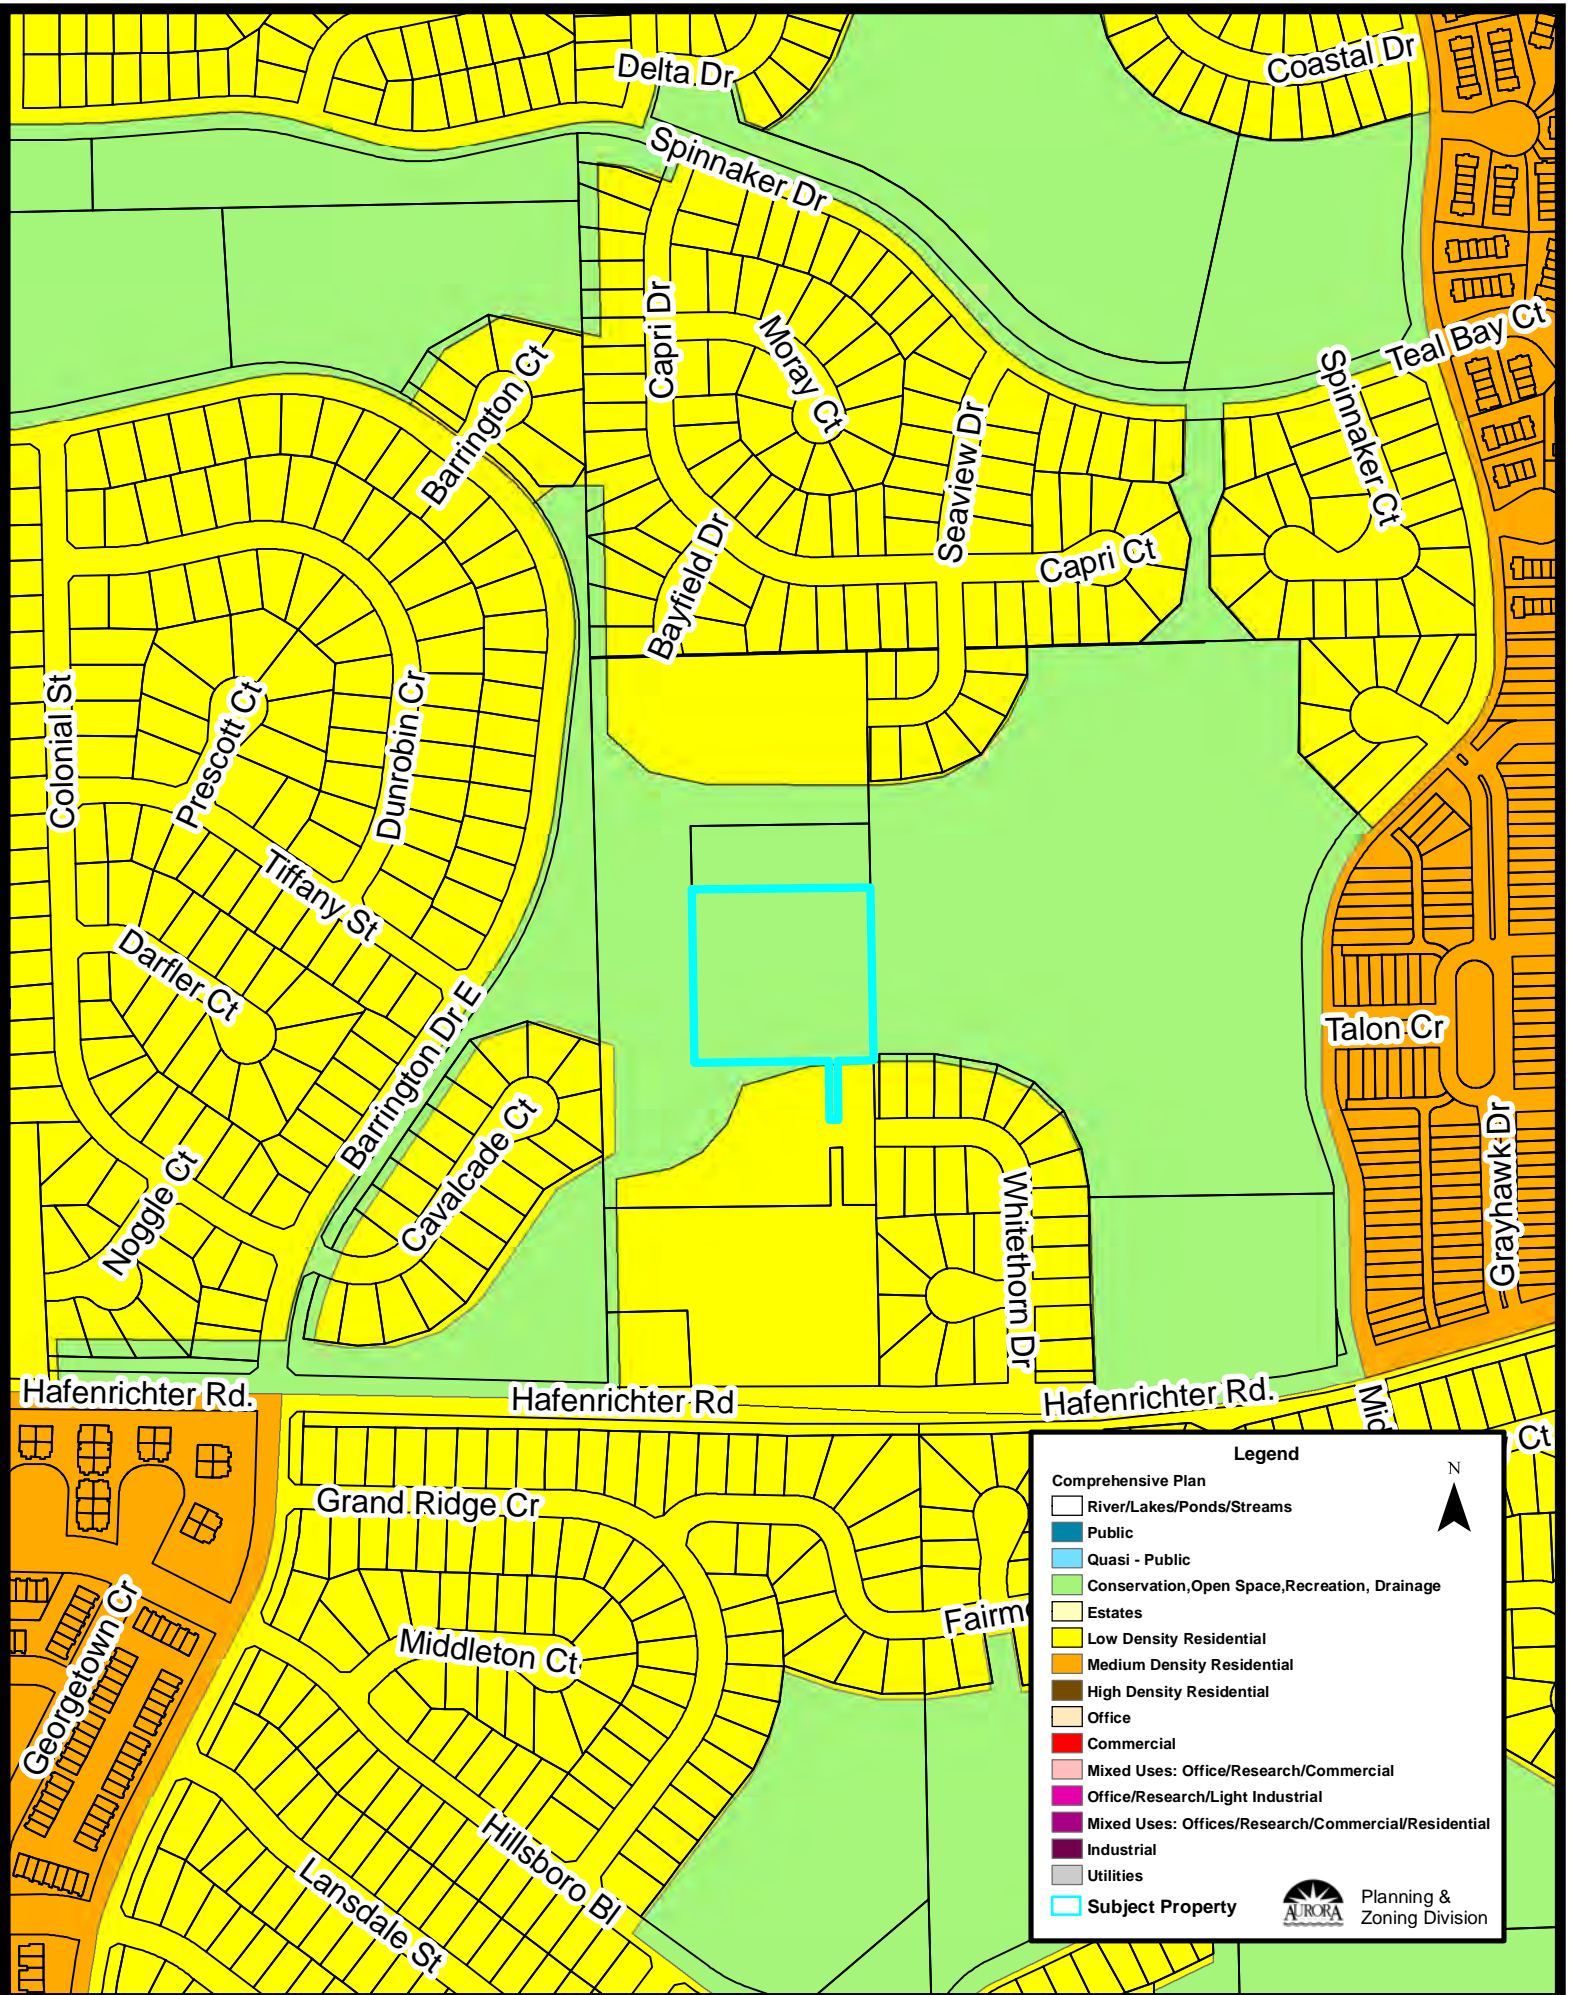 Delta Dr
Coastal Dr
Spinnaker Dr
Capri Dr
Moray Ct
Teal Bay Ct
Spinnaker Ct
Barrington Ct
Seaview Dr
Bayfield Dr
Capri Ct
Colonial St
Prescott Ct
Dunrobin Cr
Tiffany St
Darfler Ct
Barrington Dr E
Talon Cr
Cavalcade Ct
Noggle Ct
Whitethorn Dr
Grayhawk Dr
Hafenrichter Rd.
Hafenrichter Rd
Hafenrichter Rd.
Mid
Ct
Grand Ridge Cr
Middleton Ct
Fairm
Georgetown Cr
Hillsboro Bl
Lansdale St
Legend
N
Comprehensive Plan
River/Lakes/Ponds/Streams
Public
Quasi - Public
Conservation,Open Space,Recreation, Drainage
Estates
Low Density Residential
Medium Density Residential
High Density Residential
Office
Commercial
Mixed Uses: Office/Research/Commercial
Office/Research/Light Industrial
Mixed Uses: Offices/Research/Commercial/Residential
Industrial
Utilities
Subject Property
AURORA
Planning &
Zoning Division